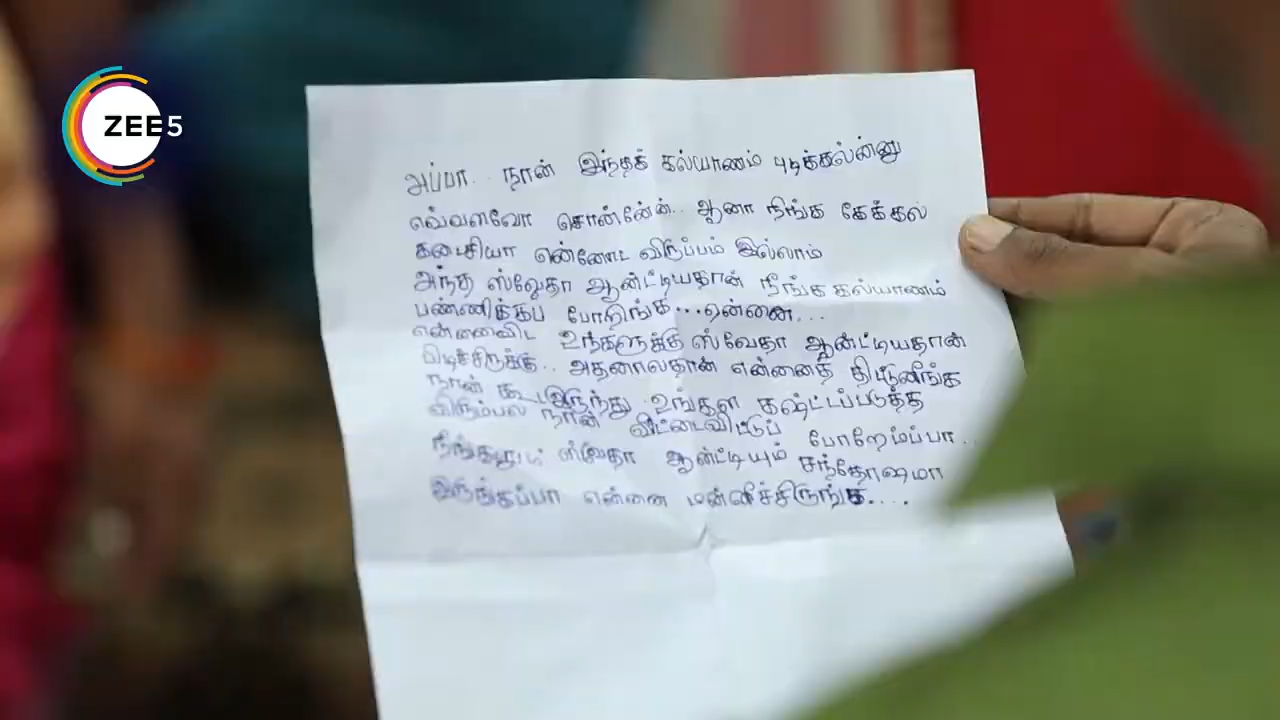 ZEE5
அப்பா.. நான் இந்தக் கல்யாணம் புடிக்கல்ன்னு
எவ்வளவோ சொன்னேன்.. ஆனா நிங்க கேக்கல
கடைசியா என்னோட விருப்பம் இல்லாம
அந்த ஸ்வேதா ஆன்ட்டியதான் நீங்க கல்யாணம்
பண்ணிக்கப் போறிங்க...என்னை...
என்னைவிட உங்களுக்கு ஸ்வேதா ஆன்ட்டியதான்
பிடிச்சிருக்கு.. அதனாலதான் என்னைத் திட்டுனீங்க
நான் கூடஇருந்து உங்கள கஷ்ட்டப்படுத்த
விரும்பல நான் வீட்டைவிட்டுப் போறேம்ப்பா..
நீங்களும் ஸ்வேதா ஆன்ட்டியும் சந்தோஷமா
இருங்கப்பா என்னை மன்னிச்சிருங்க....